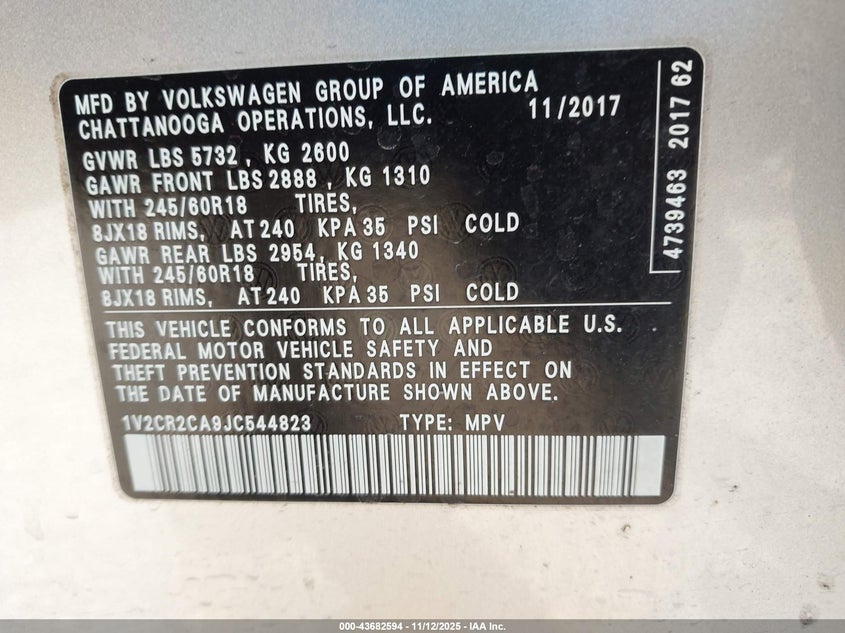 MFD BY VOLKSWAGEN GROUP OF AMERICA
CHATTANOOGA OPERATIONS, LLC. 11/2017
GVWR LBS 5732 , KG 2600
GAWR FRONT LBS 2888 , KG 1310
WITH 245/60R18 TIRES,
8JX18 RIMS, AT 240 KPA 35 PSI COLD
GAWR REAR LBS 2954 , KG 1340
WITH 245/60R18 TIRES,
8JX18 RIMS, AT 240 KPA 35 PSI COLD
THIS VEHICLE CONFORMS TO ALL APPLICABLE U.S.
FEDERAL MOTOR VEHICLE SAFETY AND
THEFT PREVENTION STANDARDS IN EFFECT ON
THE DATE OF MANUFACTURE SHOWN ABOVE.
1V2CR2CA9JC544823 TYPE: MPV
4739463 2017 62
000-43682594 — 11/12/2025 — IAA Inc.